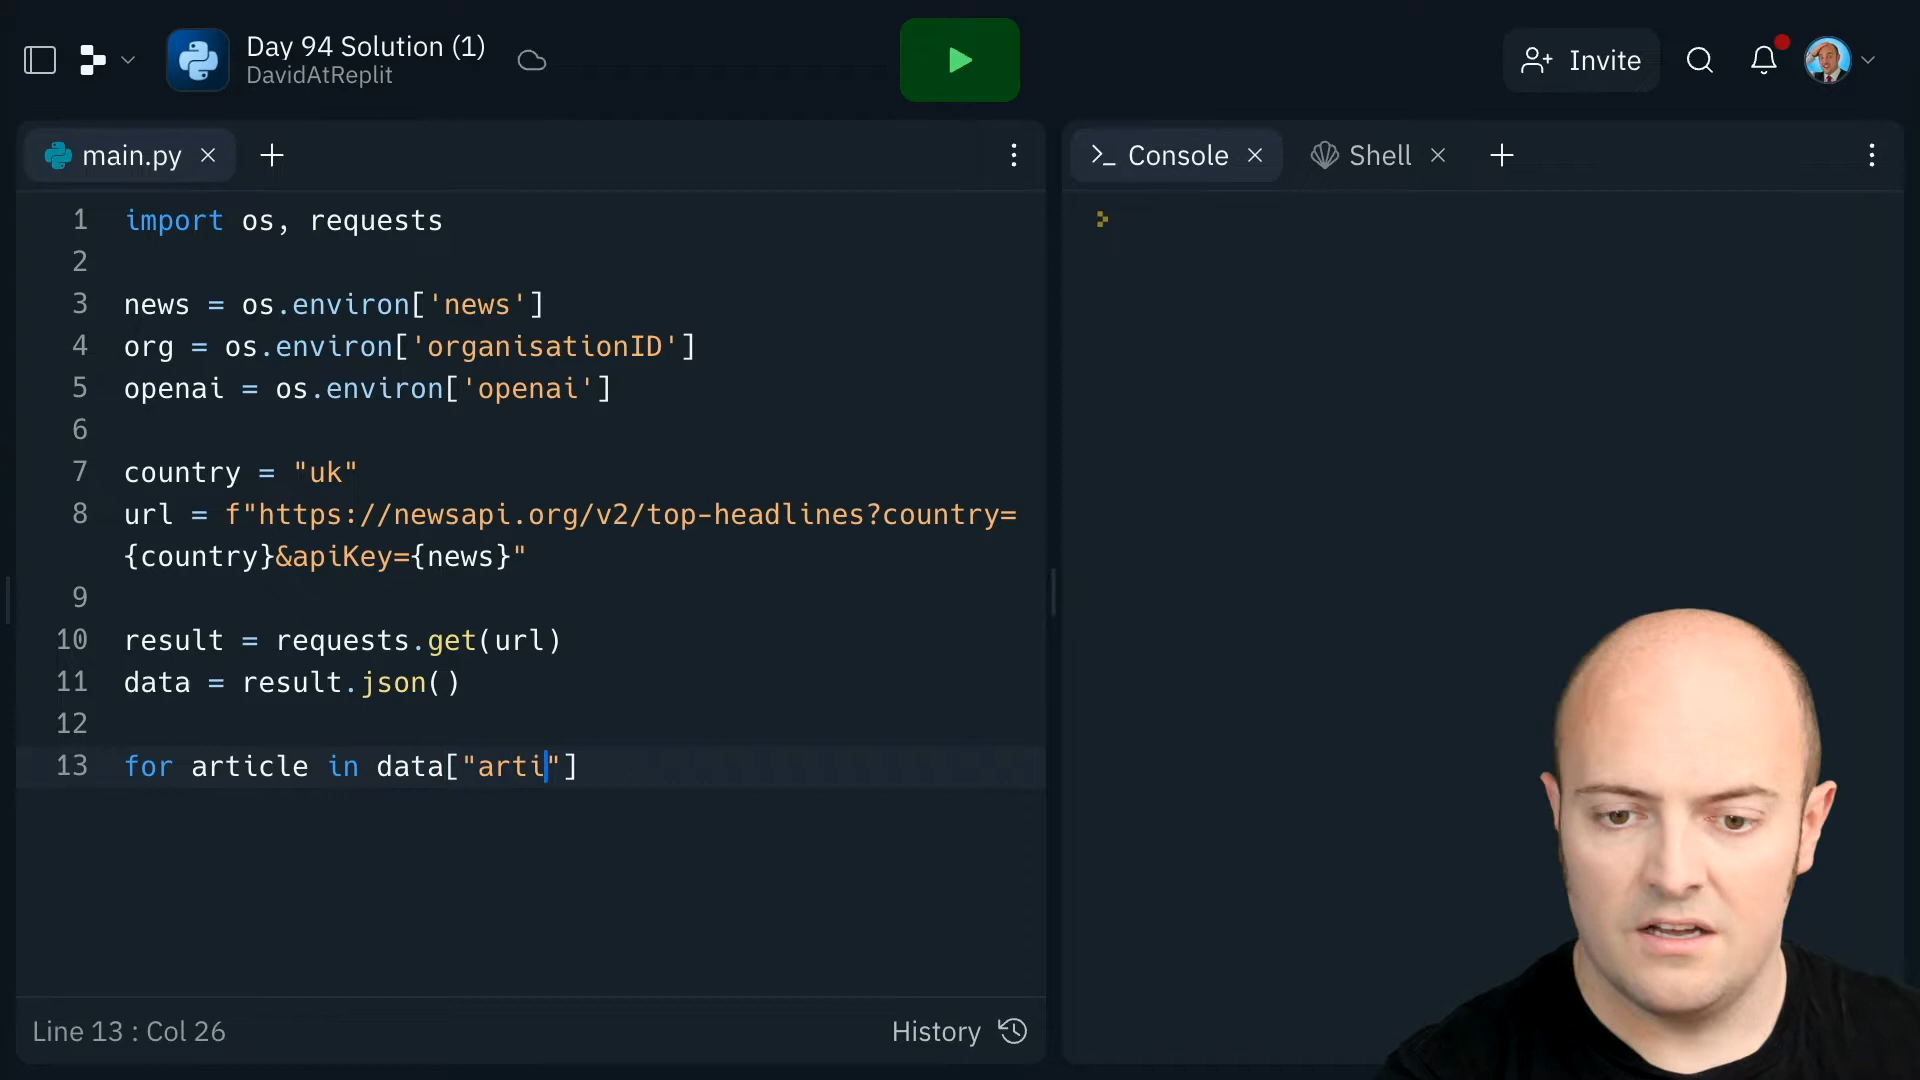 Day 94 Solution (1)
DavidAtReplit
Invite
main.py
Console
Shell
1 import os, requests
2
3 news = os.environ['news']
4 org = os.environ['organisationID']
5 openai = os.environ['openai']
6
7 country = "uk"
8 url = f"https://newsapi.org/v2/top-headlines?country=
{country}&apiKey={news}"
9
10 result = requests.get(url)
11 data = result.json()
12
13 for article in data["arti"]
Line 13 : Col 26
History